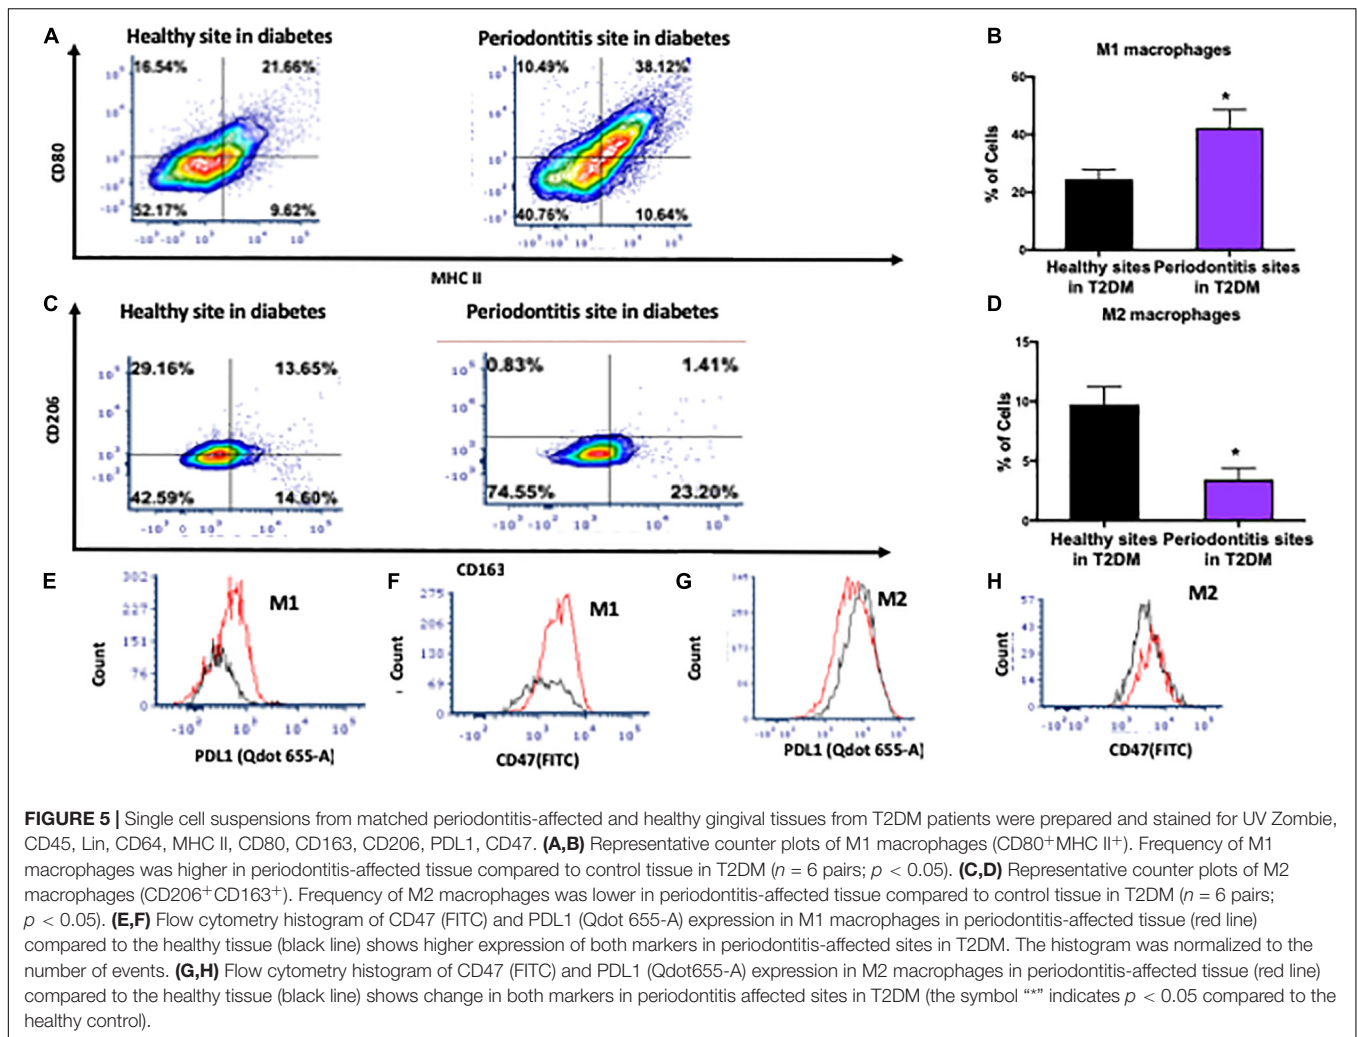 A
Healthy site in diabetes
Periodontitis site in diabetes
16.54% 21.66%
52.17% 9.62%
10.49% 38.12%
40.76% 10.64%
CD80
MHC II
B
M1 macrophages
% of Cells
60
40
20
0
*
Healthy sites in T2DM
Periodontitis sites in T2DM
C
Healthy site in diabetes
Periodontitis site in diabetes
29.16% 13.65%
42.59% 14.60%
0.83% 1.41%
74.55% 23.20%
CD206
CD163
D
M2 macrophages
% of Cells
15
10
5
0
*
Healthy sites in T2DM
Periodontitis sites in T2DM
E
M1
Count
302
227
151
76
0
PDL1 (Qdot 655-A)
F
M1
Count
275
206
69
0
CD47(FITC)
G
M2
Count
PDL1 (Qdot 655-A)
H
M2
Count
57
43
29
14
0
CD47(FITC)
FIGURE 5 | Single cell suspensions from matched periodontitis-affected and healthy gingival tissues from T2DM patients were prepared and stained for UV Zombie,
CD45, Lin, CD64, MHC II, CD80, CD163, CD206, PDL1, CD47. (A,B) Representative counter plots of M1 macrophages (CD80+MHC II+). Frequency of M1
macrophages was higher in periodontitis-affected tissue compared to control tissue in T2DM (n = 6 pairs; p < 0.05). (C,D) Representative counter plots of M2
macrophages (CD206+CD163+). Frequency of M2 macrophages was lower in periodontitis-affected tissue compared to control tissue in T2DM (n = 6 pairs;
p < 0.05). (E,F) Flow cytometry histogram of CD47 (FITC) and PDL1 (Qdot 655-A) expression in M1 macrophages in periodontitis-affected tissue (red line)
compared to the healthy tissue (black line) shows higher expression of both markers in periodontitis-affected sites in T2DM. The histogram was normalized to the
number of events. (G,H) Flow cytometry histogram of CD47 (FITC) and PDL1 (Qdot655-A) expression in M2 macrophages in periodontitis-affected tissue (red line)
compared to the healthy tissue (black line) shows change in both markers in periodontitis affected sites in T2DM (the symbol "*" indicates p < 0.05 compared to the
healthy control).